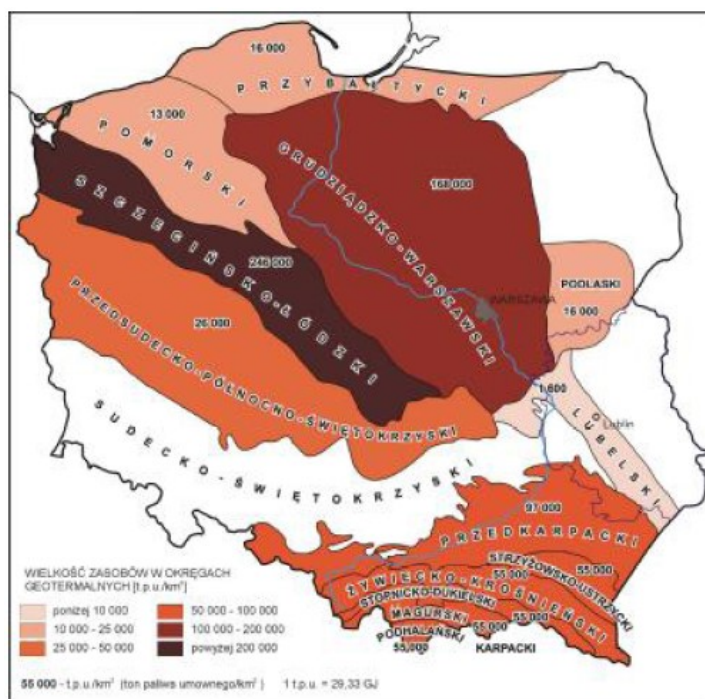 16 000
PRZYBAŁTYCKI
13 000
POMORSKI
GRUDZIĄDZKO-WARSZAWSKI
168 000
SZCZECIŃSKO-ŁÓDZKI
246 000
PODLASKI
16 000
WARSZAWA
PRZEDSUDECKO-PÓŁNOCNO-ŚWIĘTOKRZYSKI
26 000
1 600
LUBELSKI
Lublin
SUDECKO-ŚWIĘTOKRZYSKI
97 000
PRZEDKARPACKI
STRZYŻOWSKO-USTRZYCKI
55 000
55 000
ŻYWIECKO-KROŚNIEŃSKI
STOPNICKO-DUKIELSKI
55 000
MAGURSKI
55 000
PODHALAŃSKI
55 000
KARPACKI
WIELKOŚĆ ZASOBÓW W OKRĘGACH
GEOTERMALNYCH [t.p.u./km²]
poniżej 10 000
50 000 - 100 000
10 000 - 25 000
100 000 - 200 000
25 000 - 50 000
powyżej 200 000
55 000 - t.p.u./km² (ton paliwa umownego/km²) 1 t.p.u. = 29,33 GJ